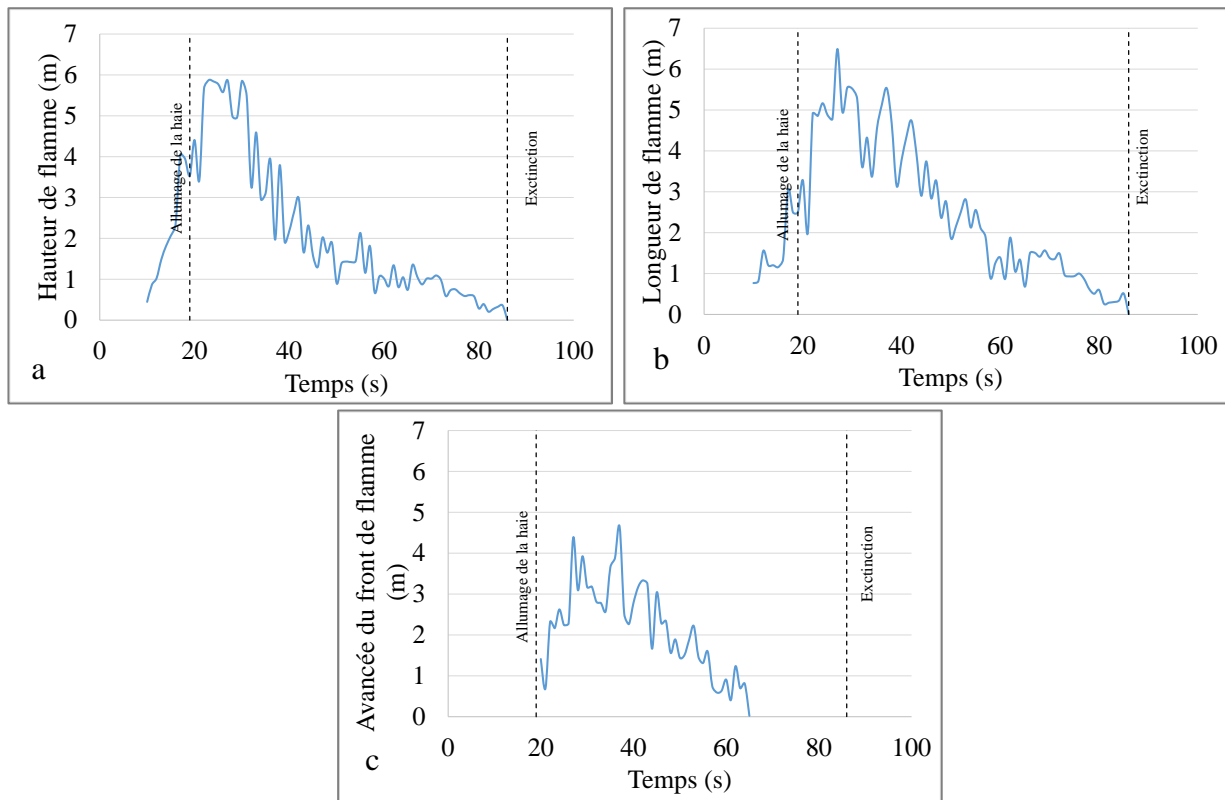 7
6
5
4
3
2
1
0
Hauteur de flamme (m)
Allumage de la haie
Exctinction
0 20 40 60 80 100
Temps (s)
a
7
6
5
4
3
2
1
0
Longueur de flamme (m)
Allumage de la haie
Exctinction
0 20 40 60 80 100
Temps (s)
b
7
6
5
4
3
2
1
0
Avancée du front de flamme
(m)
Allumage de la haie
Exctinction
0 20 40 60 80 100
Temps (s)
c